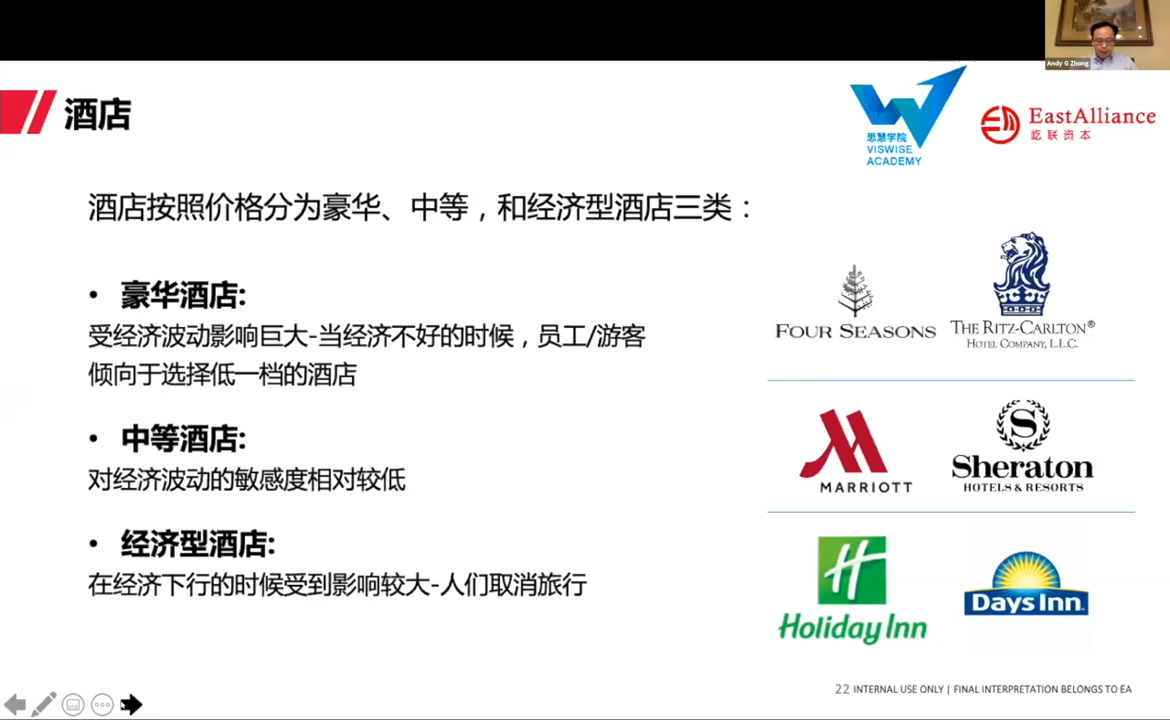 Andy G Zhong
酒店
思慧学院
VISWISE
ACADEMY
EastAlliance
屹联资本
酒店按照价格分为豪华、中等，和经济型酒店三类：
• 豪华酒店:
受经济波动影响巨大-当经济不好的时候，员工/游客
倾向于选择低一档的酒店
FOUR SEASONS
THE RITZ-CARLTON®
HOTEL COMPANY, L.L.C.
• 中等酒店:
对经济波动的敏感度相对较低
MARRIOTT
S
Sheraton
HOTELS & RESORTS
• 经济型酒店:
在经济下行的时候受到影响较大-人们取消旅行
H
Holiday Inn
Days Inn.
22 INTERNAL USE ONLY | FINAL INTERPRETATION BELONGS TO EA